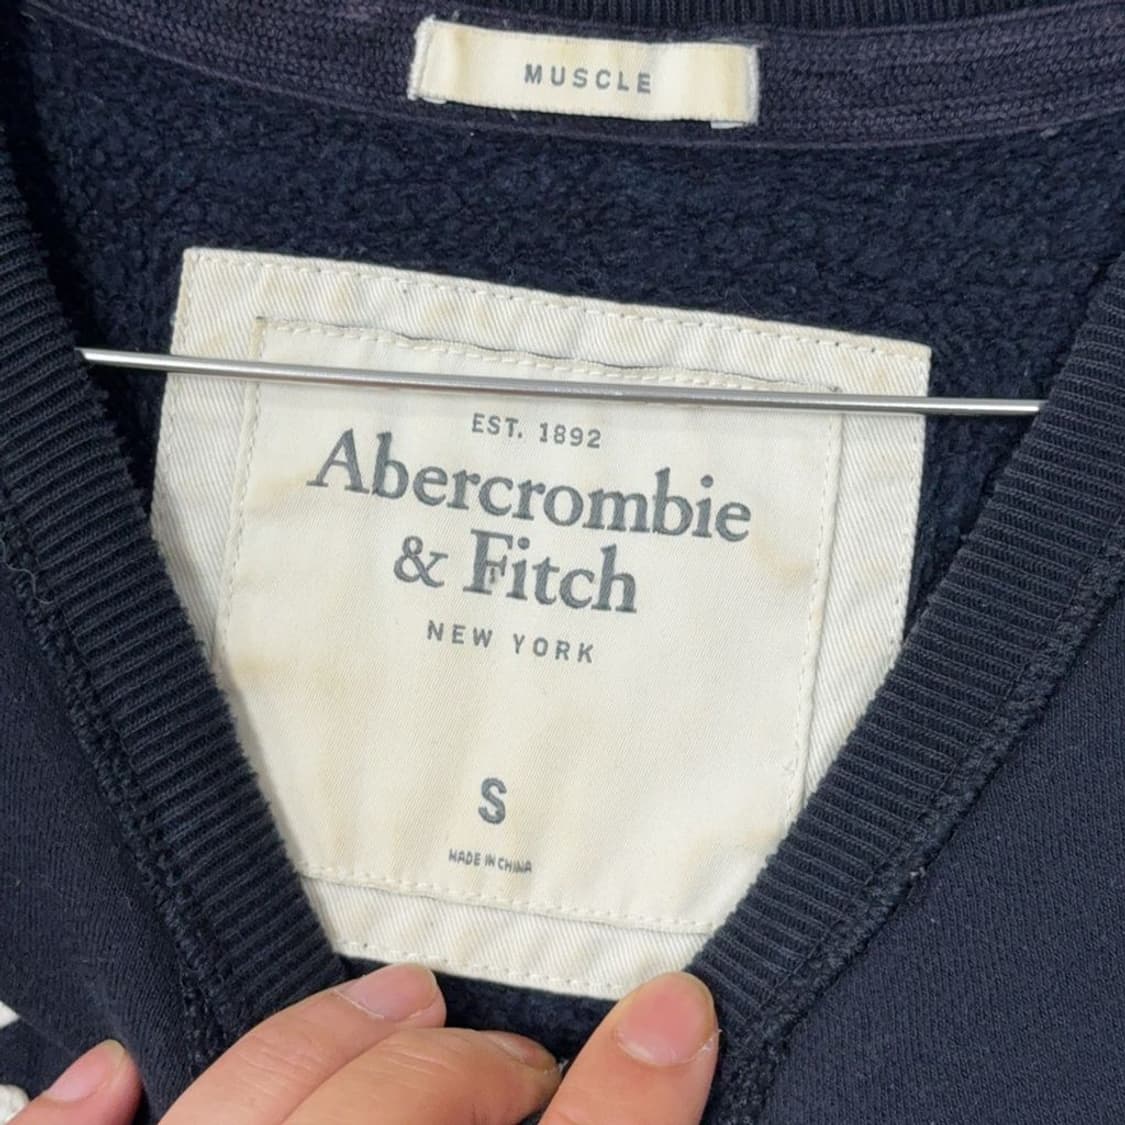 MUSCLE
EST. 1892
Abercrombie
& Fitch
NEW YORK
S
MADE IN CHINA